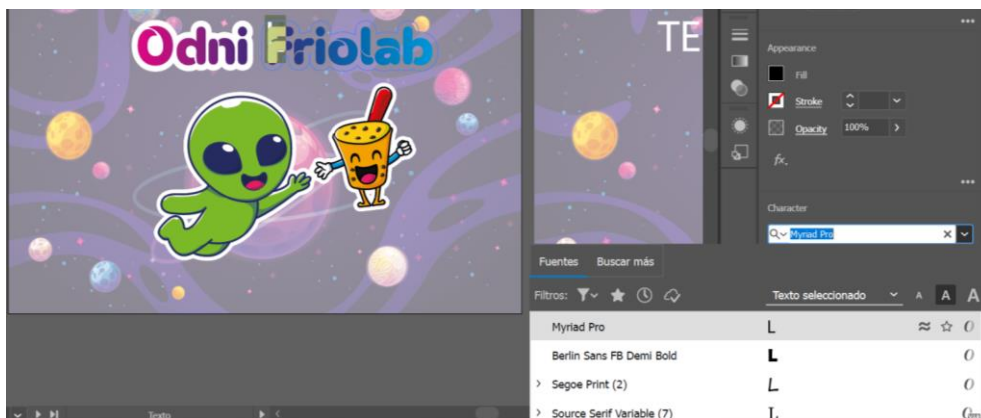 Odni Friolab
TE
Appearance
Fill
Stroke
Opacity
100%
fx.
Character
Myriad Pro
Fuentes
Buscar más
Filtros:
Texto seleccionado
A A A
Myriad Pro
L
Berlin Sans FB Demi Bold
L
Segoe Print (2)
L
Source Serif Variable (7)
L
Texto